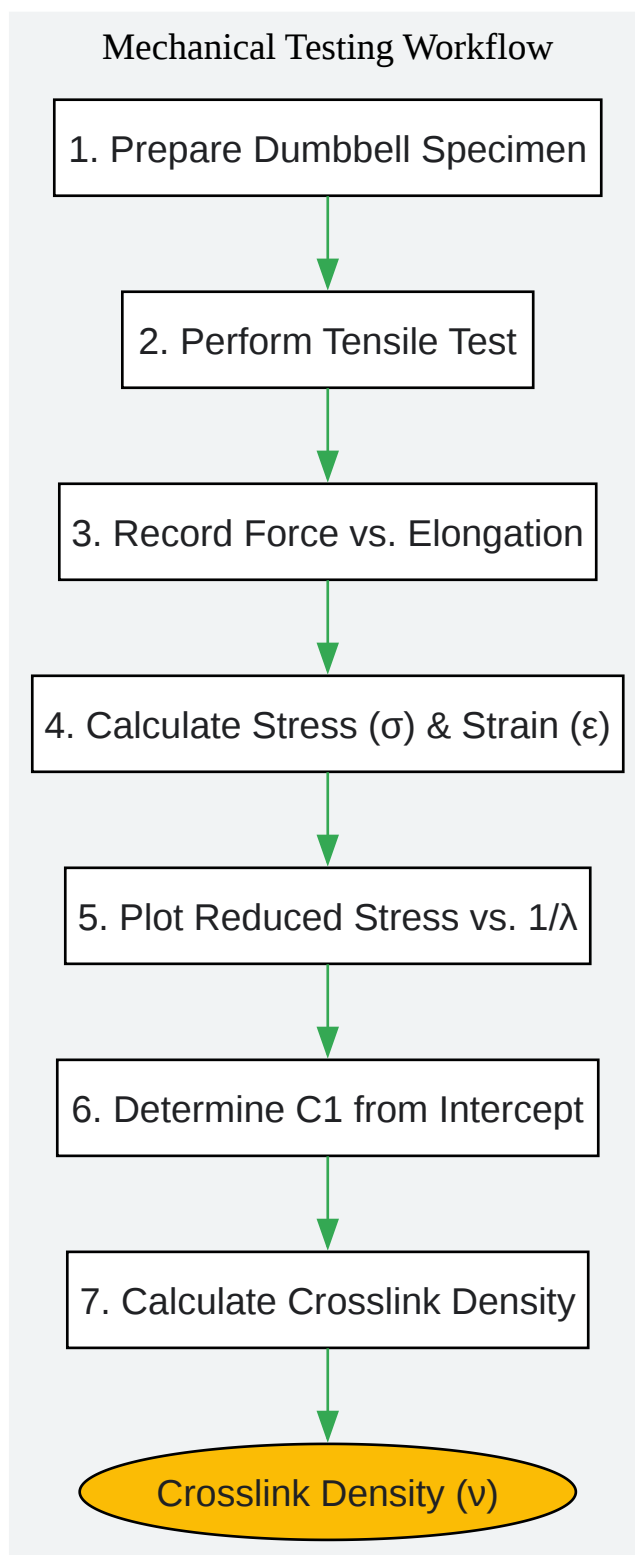 Mechanical Testing Workflow
1. Prepare Dumbbell Specimen
2. Perform Tensile Test
3. Record Force vs. Elongation
4. Calculate Stress (σ) & Strain (ε)
5. Plot Reduced Stress vs. 1/λ
6. Determine C1 from Intercept
7. Calculate Crosslink Density
Crosslink Density (ν)